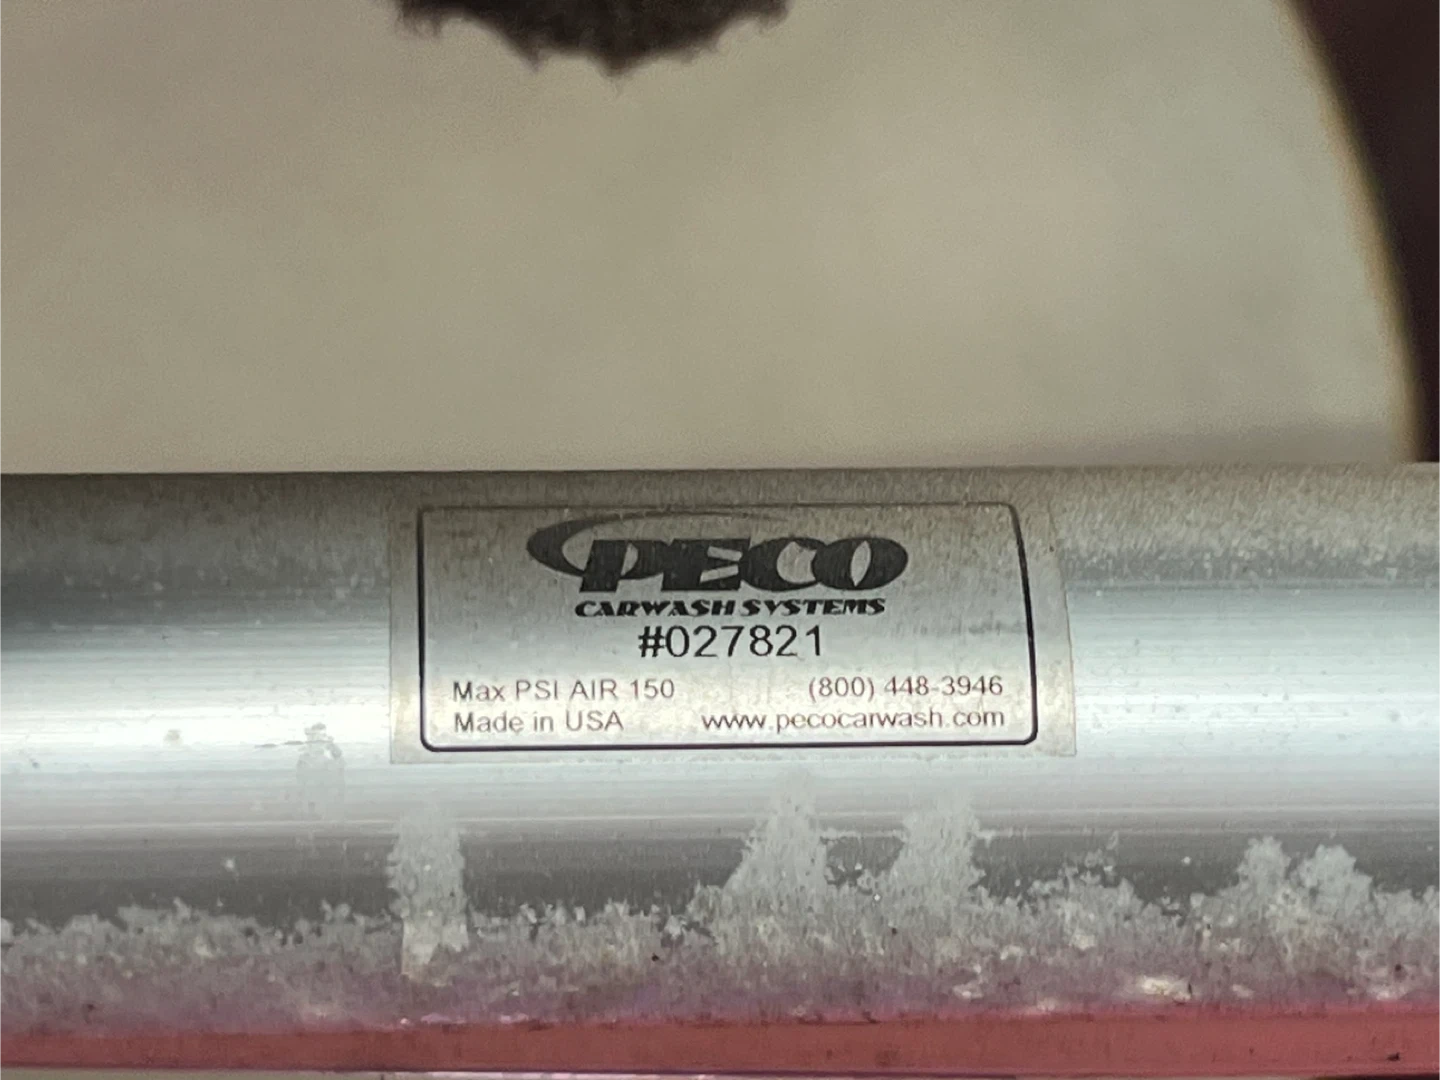 PECO
CARWASH SYSTEMS
#027821
Max PSI AIR 150 (800) 448-3946
Made in USA www.pecocarwash.com